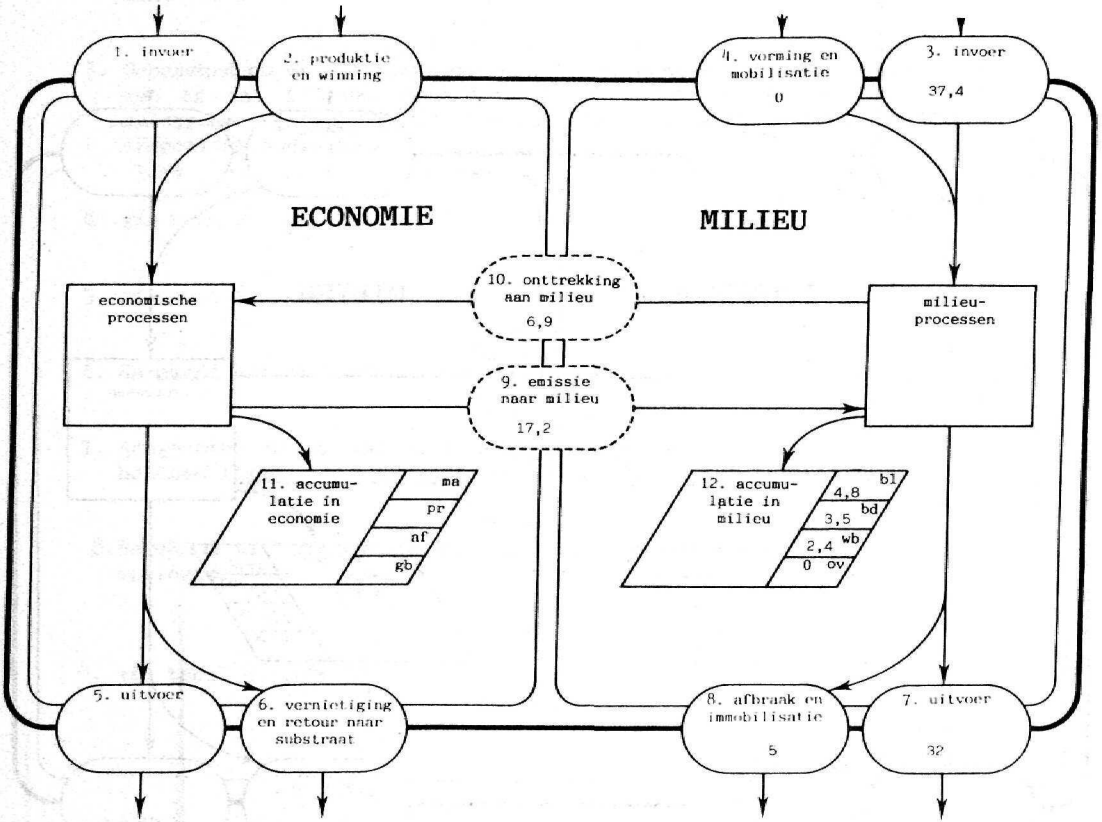 1. invoer
2. produktie
en winning
4. vorming en
mobilisatie
0
3. invoer
37,4
ECONOMIE
MILIEU
economische
processen
10. onttrekking
aan milieu
6,9
milieu-
processen
9. emissie
naar milieu
17,2
11. accumu-
latie in
economie
ma
pr
af
gb
12. accumu-
latie in
milieu
bl
4,8
bd
3,5
wb
2,4
0 ov
5. uitvoer
6. vernietiging
en retour naar
substraat
8. afbraak en
immobilisatie
5
7. uitvoer
32